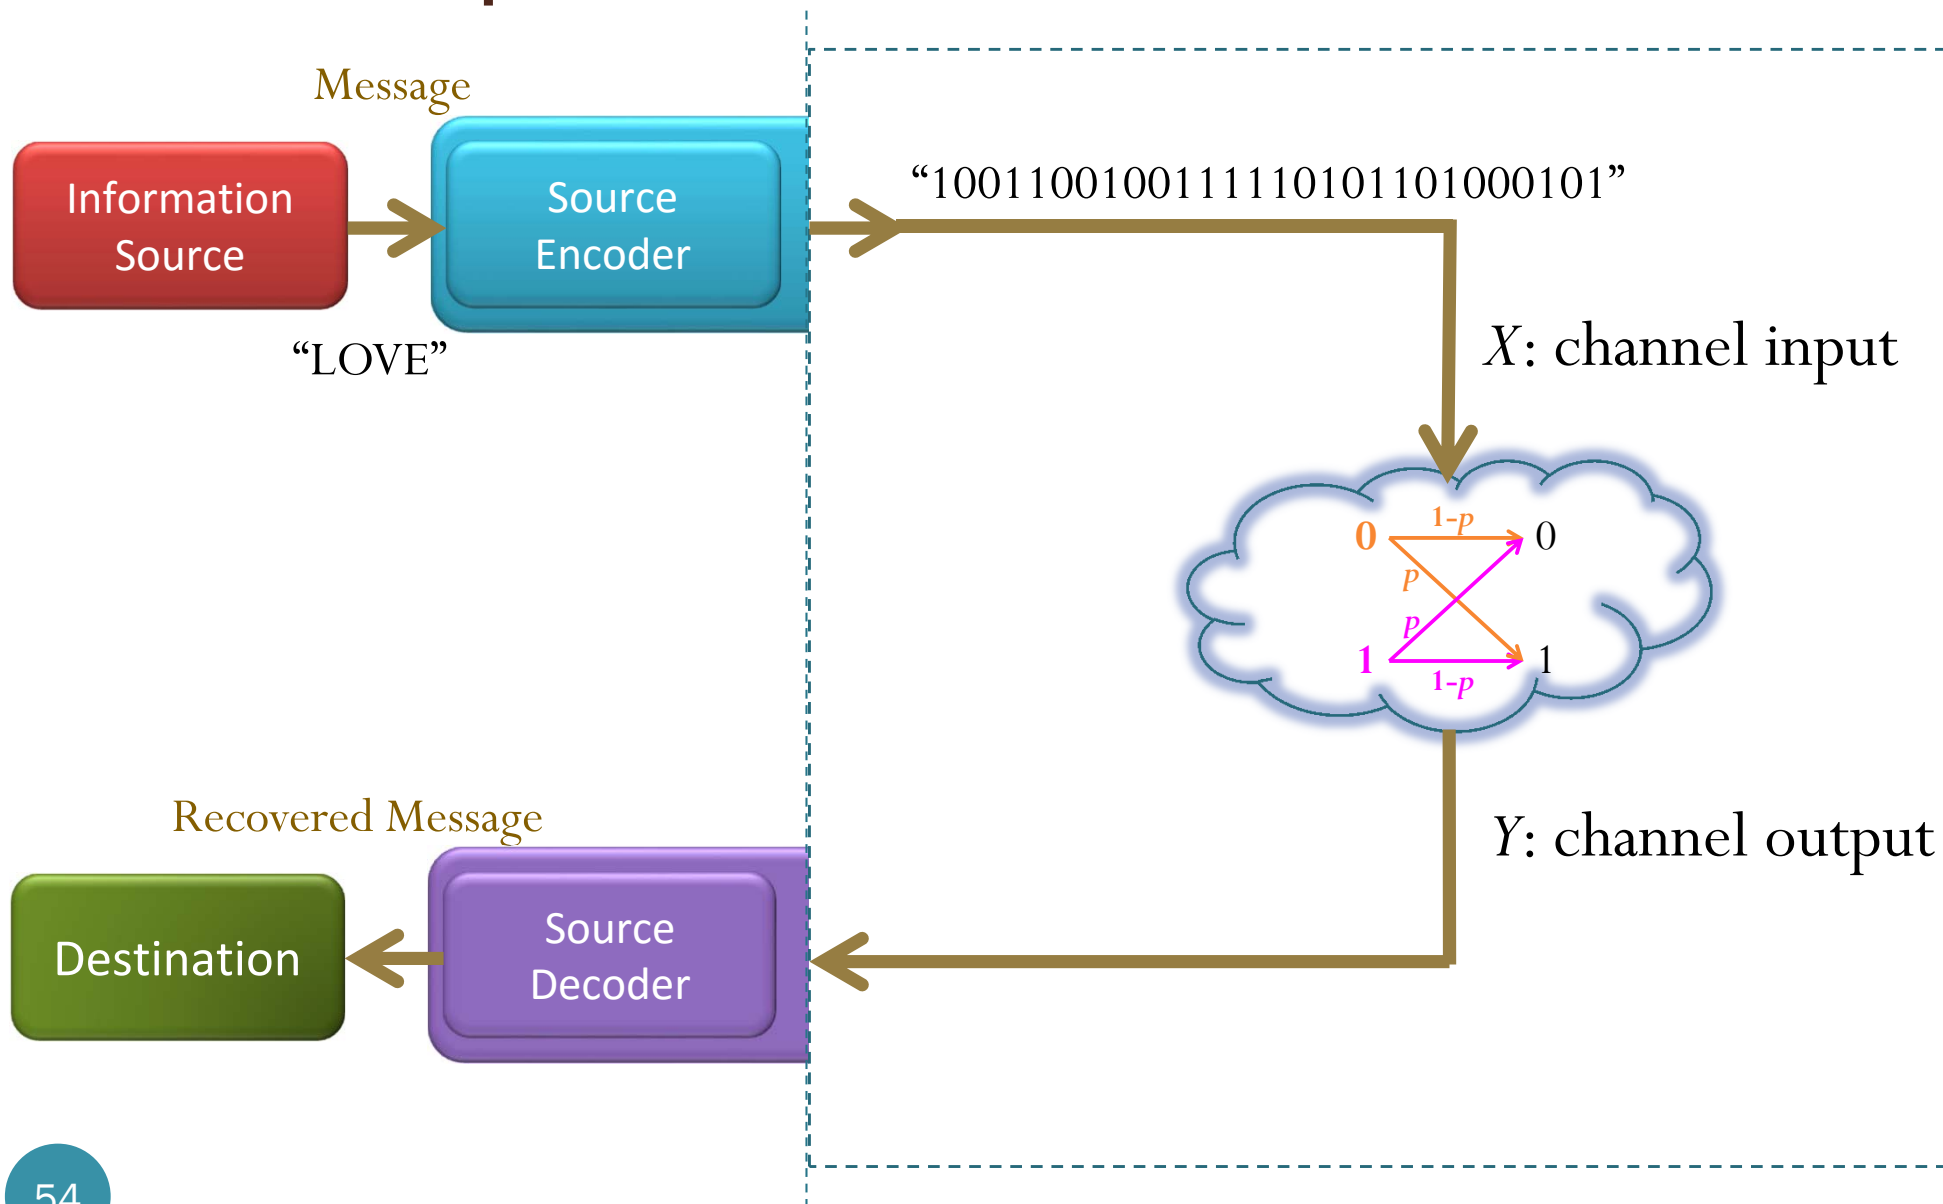 Message
Information
Source
Source
Encoder
“1001100100111110101101000101”
“LOVE”
X: channel input
0
1-p
0
p
p
1
1-p
1
Recovered Message
Y: channel output
Destination
Source
Decoder
54